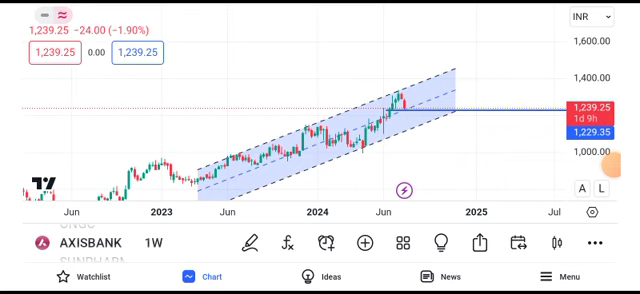 INR
1,239.25 −24.00 (−1.90%)
1,239.25 0.00 1,239.25
1,600.00
1,400.00
1,239.25
1d 9h
1,229.35
1,000.00
A L
Jun 2023 Jun 2024 Jun 2025 Jul
ONGC
AXISBANK 1W
SUNPHARMA
Watchlist Chart Ideas News Menu